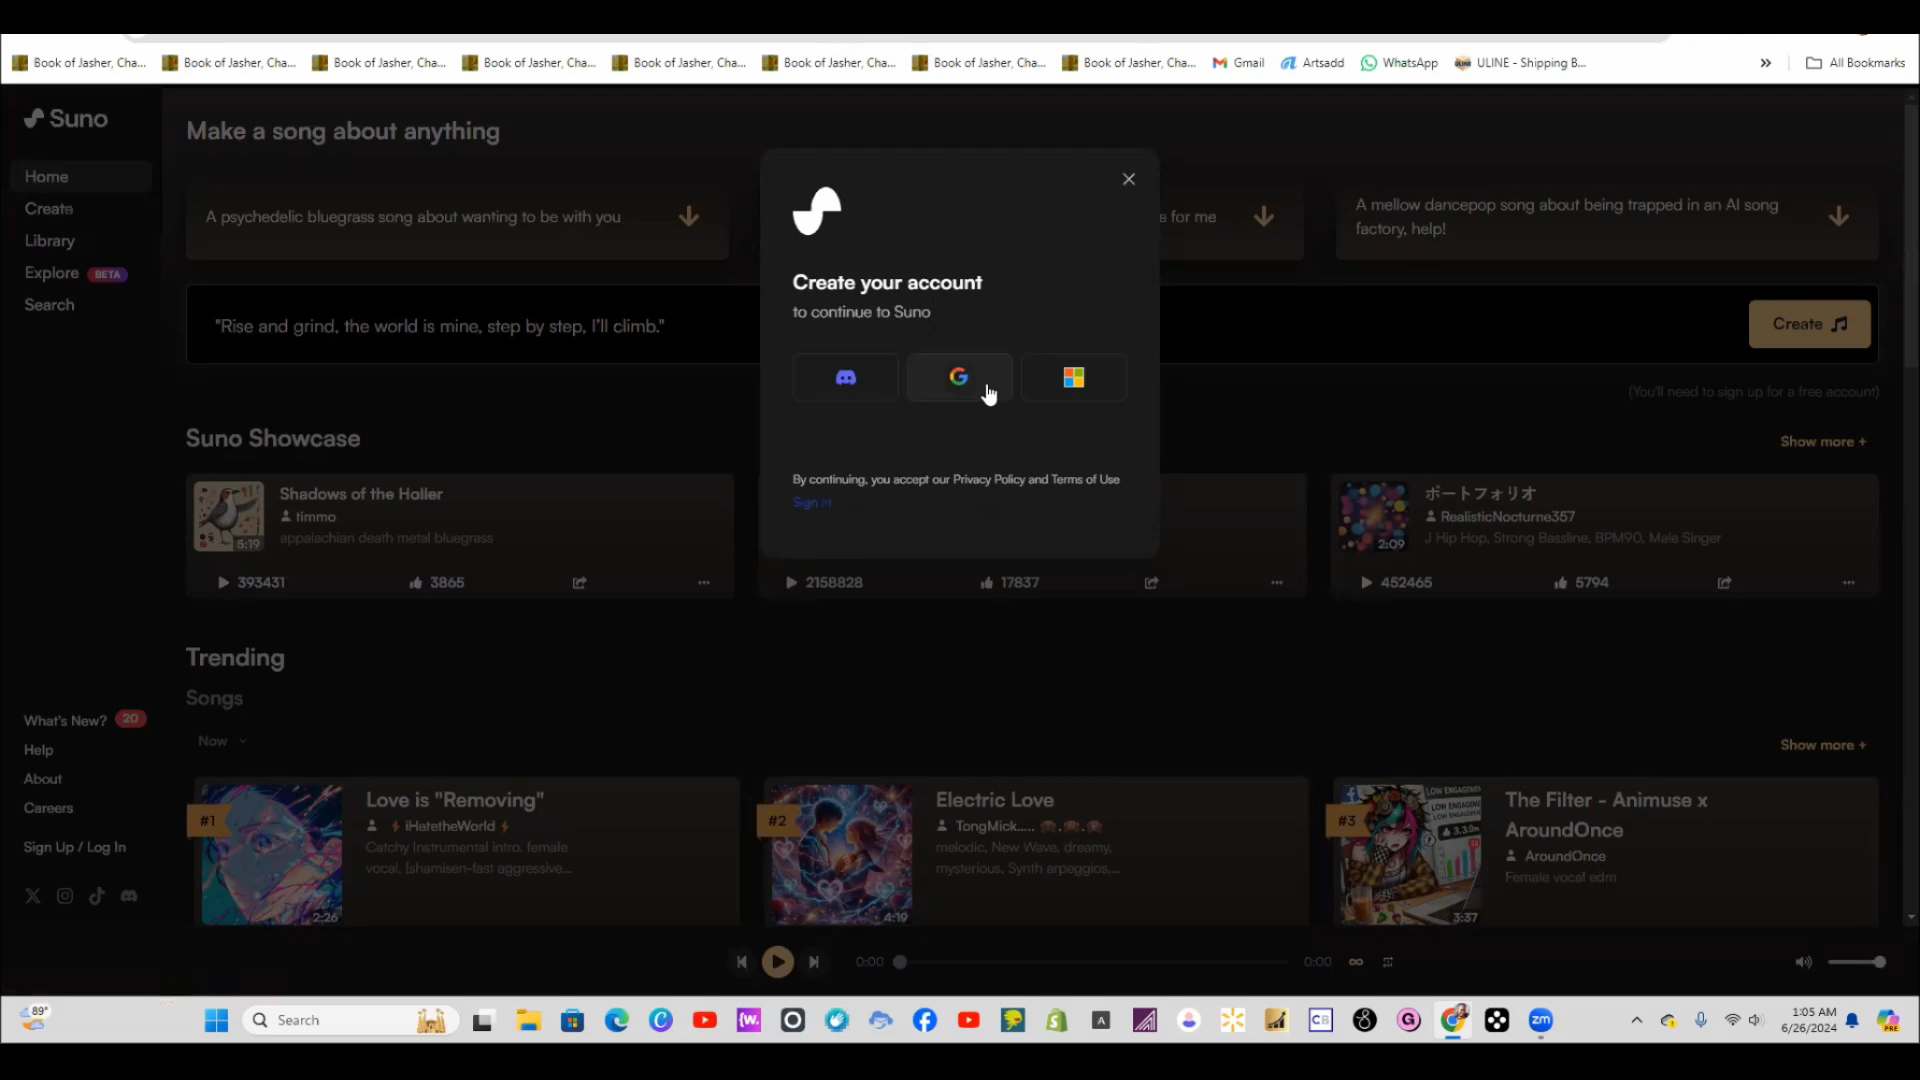 Book of Jasher, Cha...
Book of Jasher, Cha...
Book of Jasher, Cha...
Book of Jasher, Cha...
Book of Jasher, Cha...
Book of Jasher, Cha...
Book of Jasher, Cha...
Book of Jasher, Cha...
Gmail
Artsadd
WhatsApp
ULINE - Shipping B...
All Bookmarks
Suno
Home
Create
Library
Explore BETA
Search
What's New? 20
Help
About
Careers
Sign Up / Log In
Make a song about anything
A psychedelic bluegrass song about wanting to be with you
for me
A mellow dancepop song about being trapped in an AI song
factory, help!
"Rise and grind, the world is mine, step by step, I'll climb."
Create
(You'll need to sign up for a free account)
Create your account
to continue to Suno
By continuing, you accept our Privacy Policy and Terms of Use
Sign in
Suno Showcase
Show more +
Shadows of the Holler
timmo
appalachian death metal bluegrass
5:19
393431
3865
2158828
17837
ポートフォリオ
RealisticNocturne357
J Hip Hop, Strong Bassline, BPM90, Male Singer
2:09
452465
5794
Trending
Songs
Now
Show more +
#1
Love is "Removing"
iHatetheWorld
Catchy Instrumental intro. female
vocal. [shamisen-fast aggressive...
2:26
#2
Electric Love
TongMick.....
melodic, New Wave, dreamy,
mysterious, Synth arpeggios,...
4:19
#3
The Filter - Animuse x
AroundOnce
AroundOnce
Female vocal edm
3:37
0:00
0:00
89°
Search
CB
zm
1:05 AM
6/26/2024
PRE